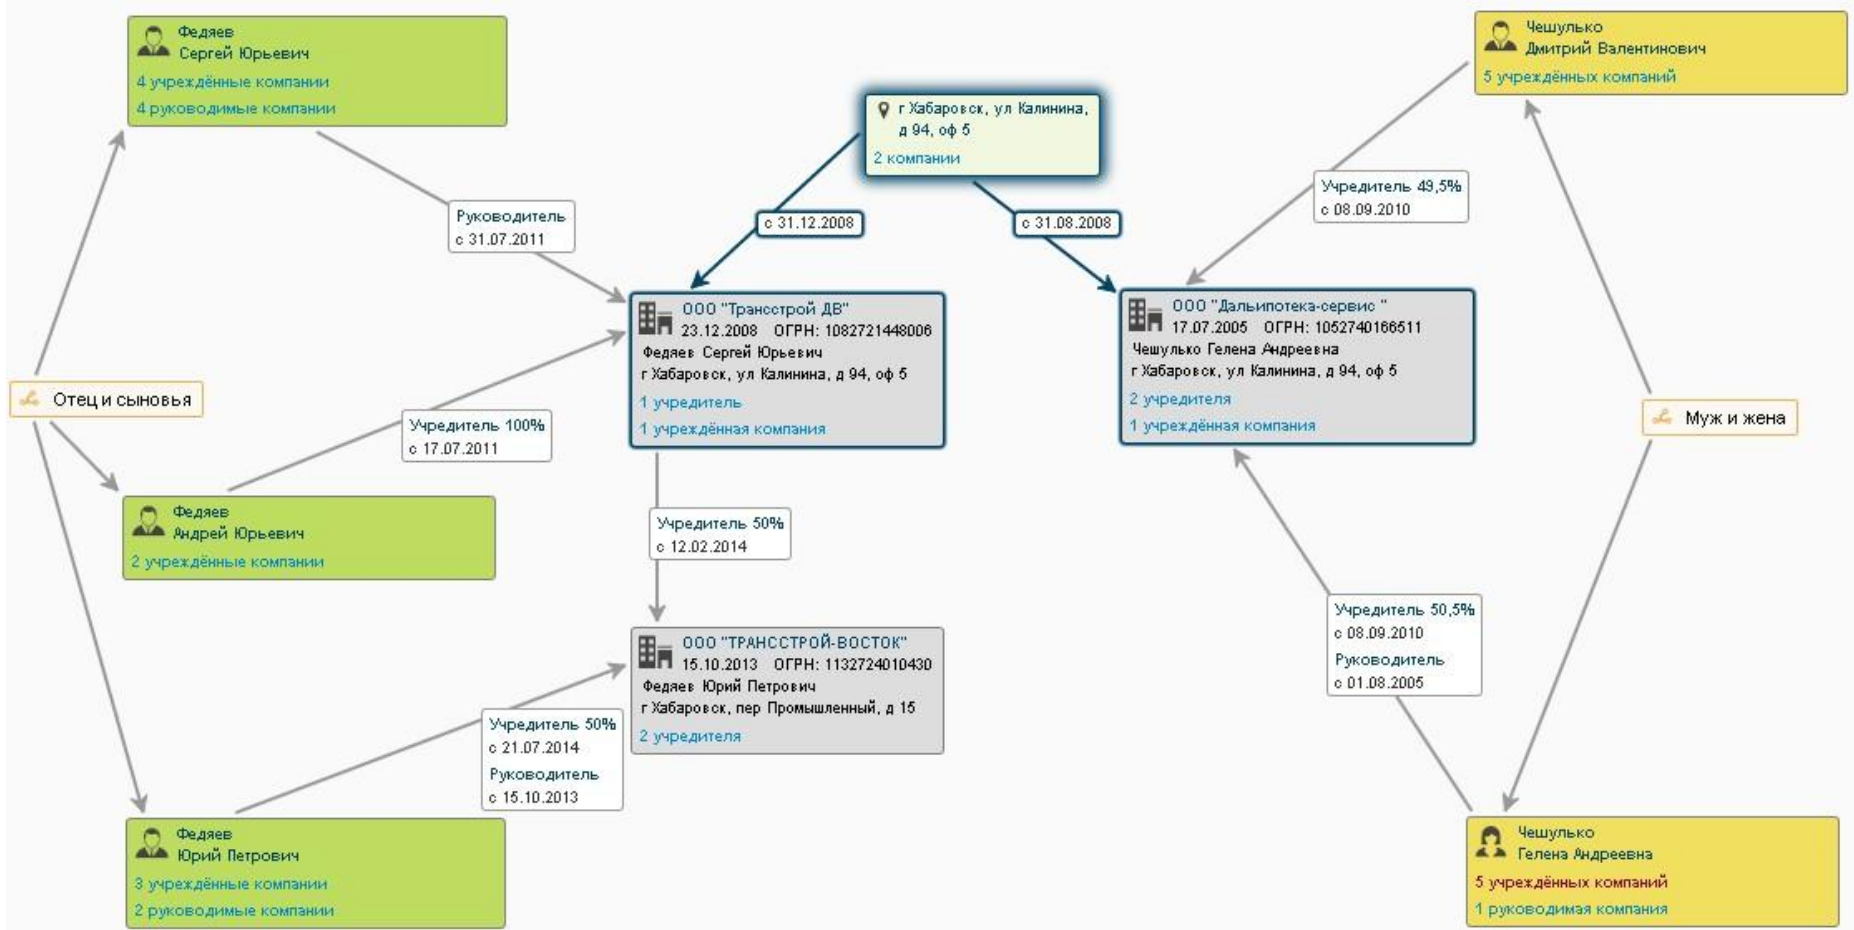 Федяев
Сергей Юрьевич
4 учреждённые компании
4 руководимые компании
Чешулько
Дмитрий Валентинович
5 учреждённых компаний
г Хабаровск, ул Калинина,
д 94, оф 5
2 компании
Учредитель 49,5%
с 08.09.2010
Руководитель
с 31.07.2011
с 31.12.2008
с 31.08.2008
ООО "Трансстрой ДВ"
23.12.2008 ОГРН: 1082721448006
Федяев Сергей Юрьевич
г Хабаровск, ул Калинина, д 94, оф 5
1 учредитель
1 учреждённая компания
ООО "Дальипотека-сервис "
17.07.2005 ОГРН: 1052740166511
Чешулько Гелена Андреевна
г Хабаровск, ул Калинина, д 94, оф 5
2 учредителя
1 учреждённая компания
Отец и сыновья
Муж и жена
Учредитель 100%
с 17.07.2011
Федяев
Андрей Юрьевич
2 учреждённые компании
Учредитель 50%
с 12.02.2014
Учредитель 50,5%
с 08.09.2010
Руководитель
с 01.08.2005
ООО "ТРАНССТРОЙ-ВОСТОК"
15.10.2013 ОГРН: 1132724010430
Федяев Юрий Петрович
г Хабаровск, пер Промышленный, д 15
2 учредителя
Учредитель 50%
с 21.07.2014
Руководитель
с 15.10.2013
Федяев
Юрий Петрович
3 учреждённые компании
2 руководимые компании
Чешулько
Гелена Андреевна
5 учреждённых компаний
1 руководимая компания